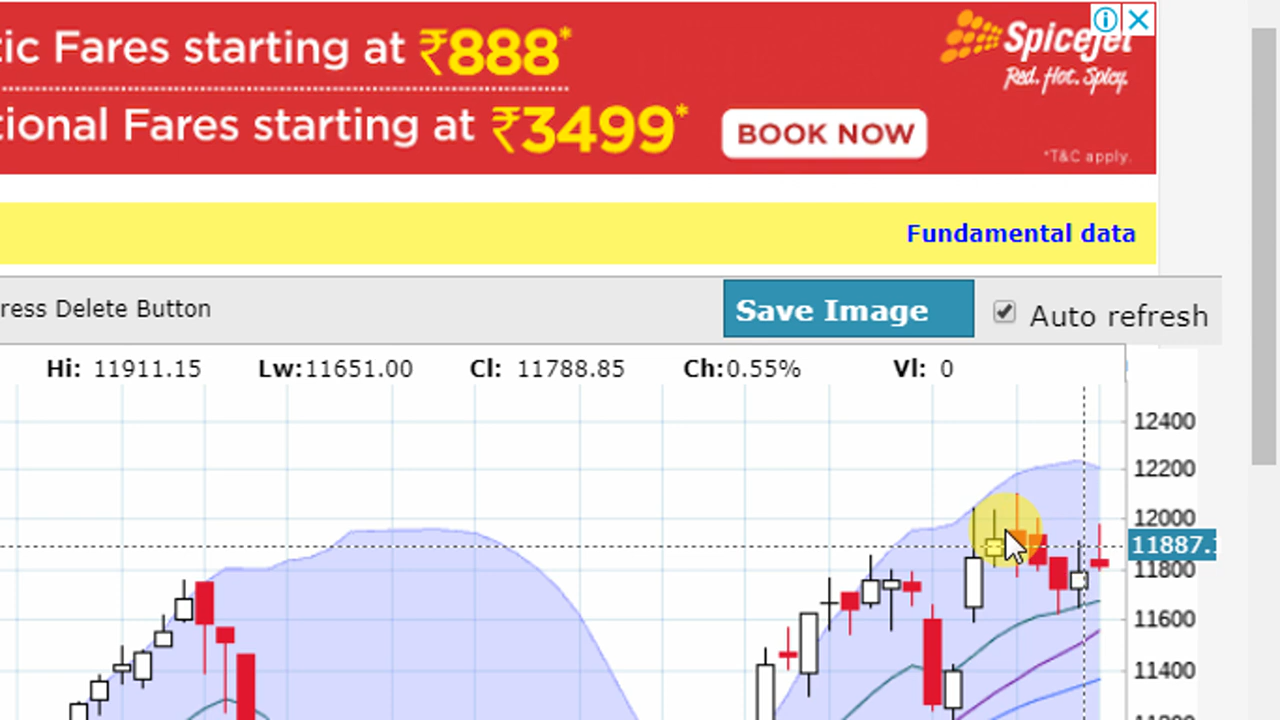 ic Fares starting at ₹888*
SpiceJet
Red. Hot. Spicy.
tional Fares starting at ₹3499*
BOOK NOW
*T&C apply.
Fundamental data
ress Delete Button
Save Image
Auto refresh
Hi: 11911.15 Lw:11651.00 Cl: 11788.85 Ch:0.55% Vl: 0
12400
12200
12000
11887.
11800
11600
11400